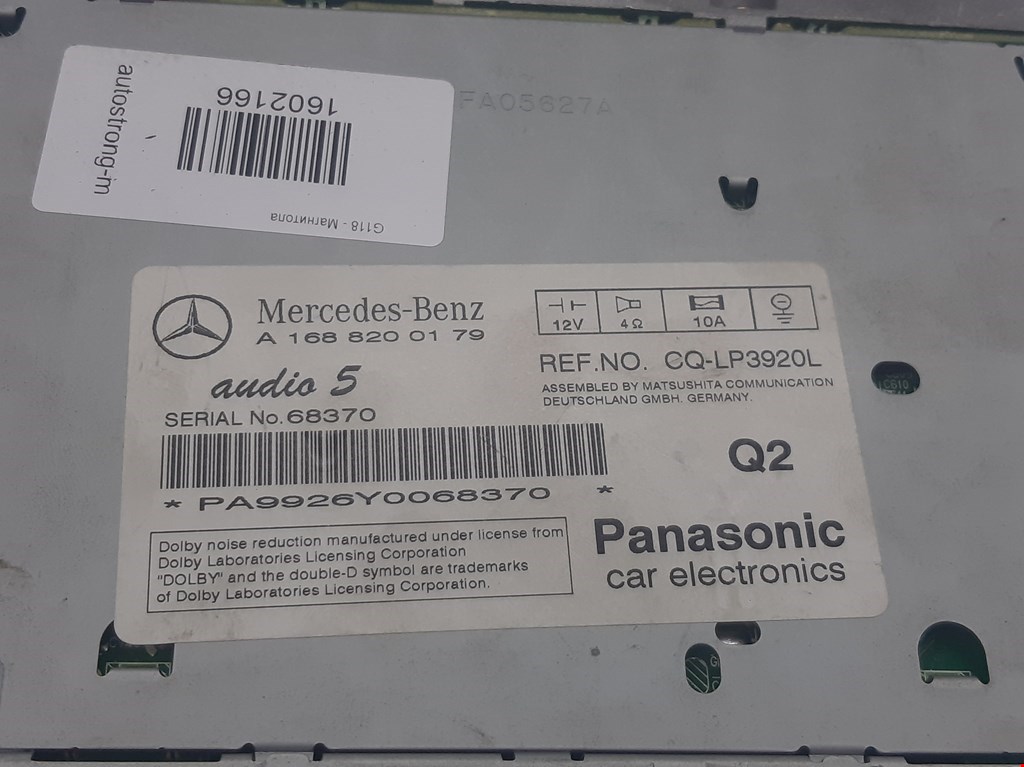 autostrong-m
1602166
G118 - Магнитола
FA05627A
Mercedes-Benz
A 168 820 01 79
audio 5
SERIAL No. 68370
* PA9926Y0068370 *
Dolby noise reduction manufactured under license from
Dolby Laboratories Licensing Corporation
"DOLBY" and the double-D symbol are trademarks
of Dolby Laboratories Licensing Corporation.
12V
4Ω
10A
REF.NO. CQ-LP3920L
ASSEMBLED BY MATSUSHITA COMMUNICATION
DEUTSCHLAND GMBH. GERMANY.
Q2
Panasonic
car electronics
C610